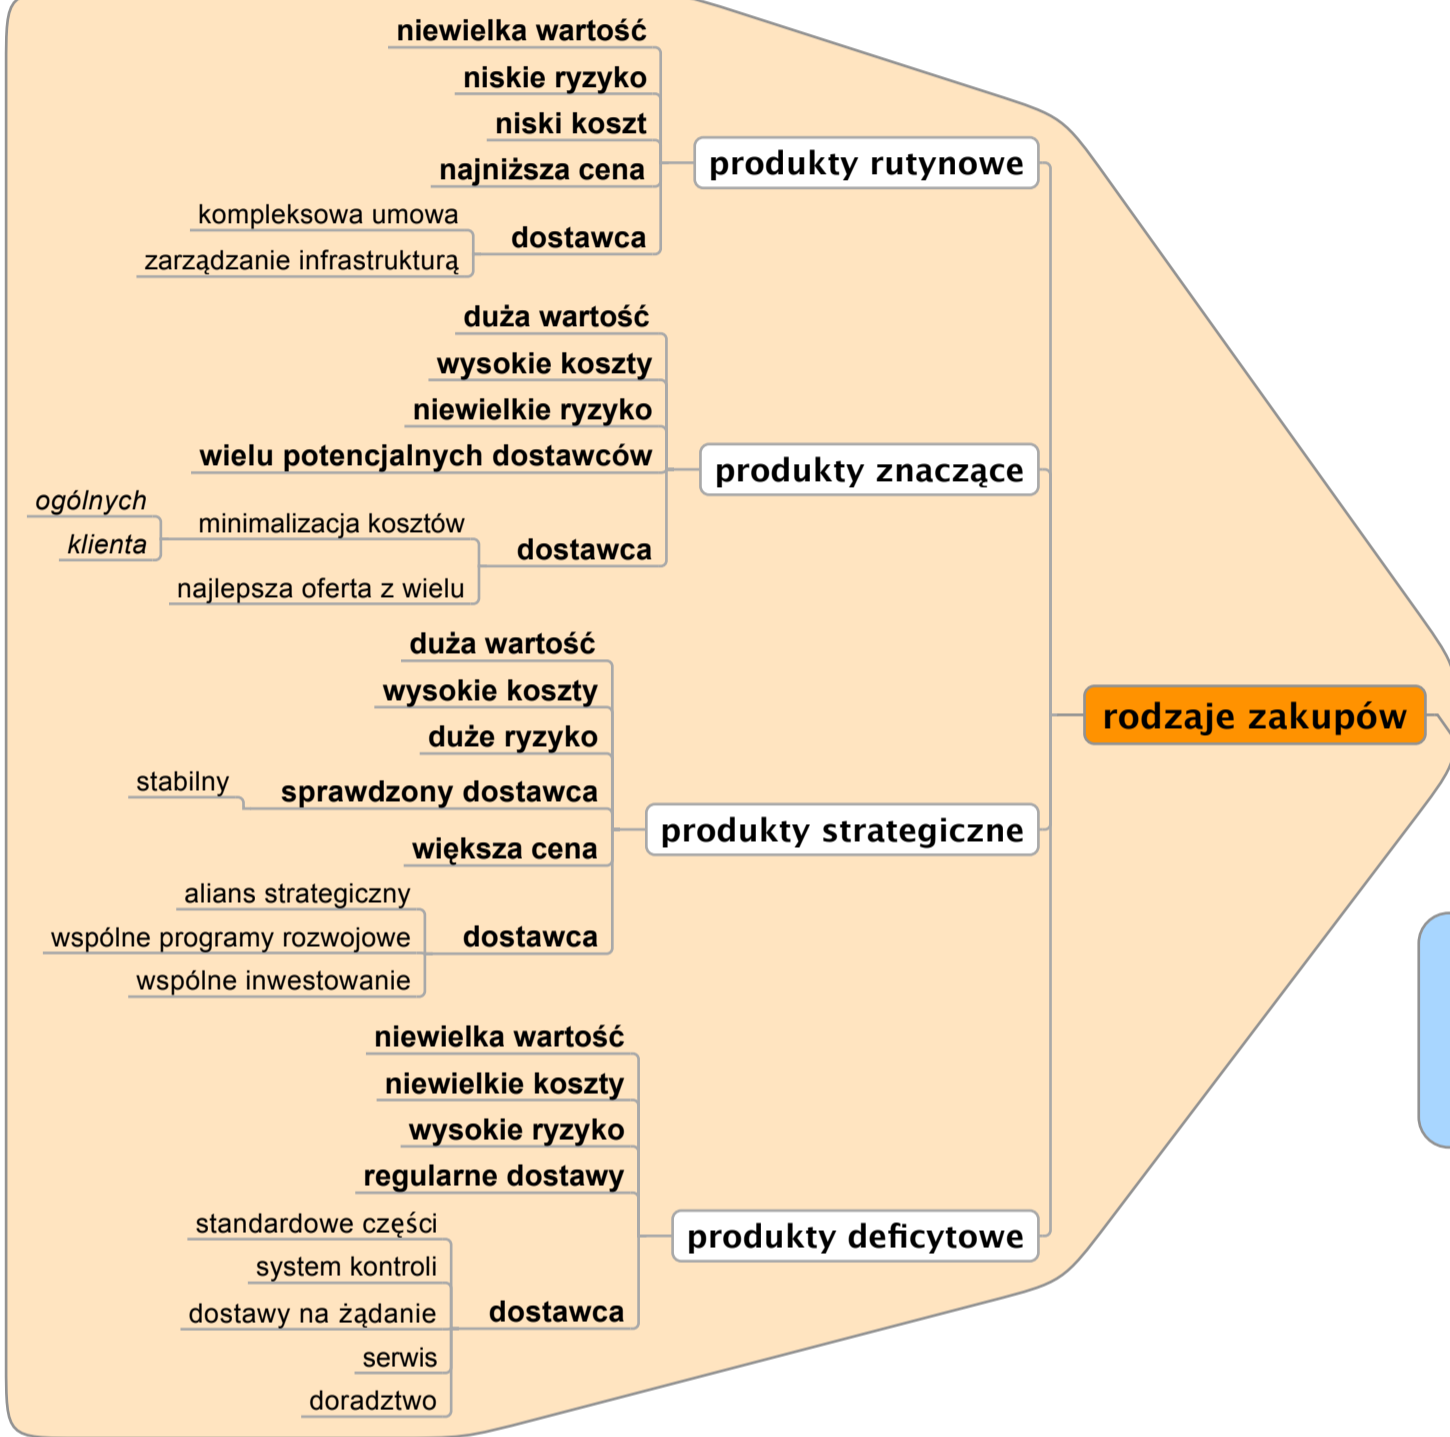 rodzaje zakupów
produkty rutynowe
niewielka wartość
niskie ryzyko
niski koszt
najniższa cena
dostawca
kompleksowa umowa
zarządzanie infrastrukturą
produkty znaczące
duża wartość
wysokie koszty
niewielkie ryzyko
wielu potencjalnych dostawców
dostawca
minimalizacja kosztów
ogólnych
klienta
najlepsza oferta z wielu
produkty strategiczne
duża wartość
wysokie koszty
duże ryzyko
sprawdzony dostawca
stabilny
większa cena
dostawca
alians strategiczny
wspólne programy rozwojowe
wspólne inwestowanie
produkty deficytowe
niewielka wartość
niewielkie koszty
wysokie ryzyko
regularne dostawy
dostawca
standardowe części
system kontroli
dostawy na żądanie
serwis
doradztwo